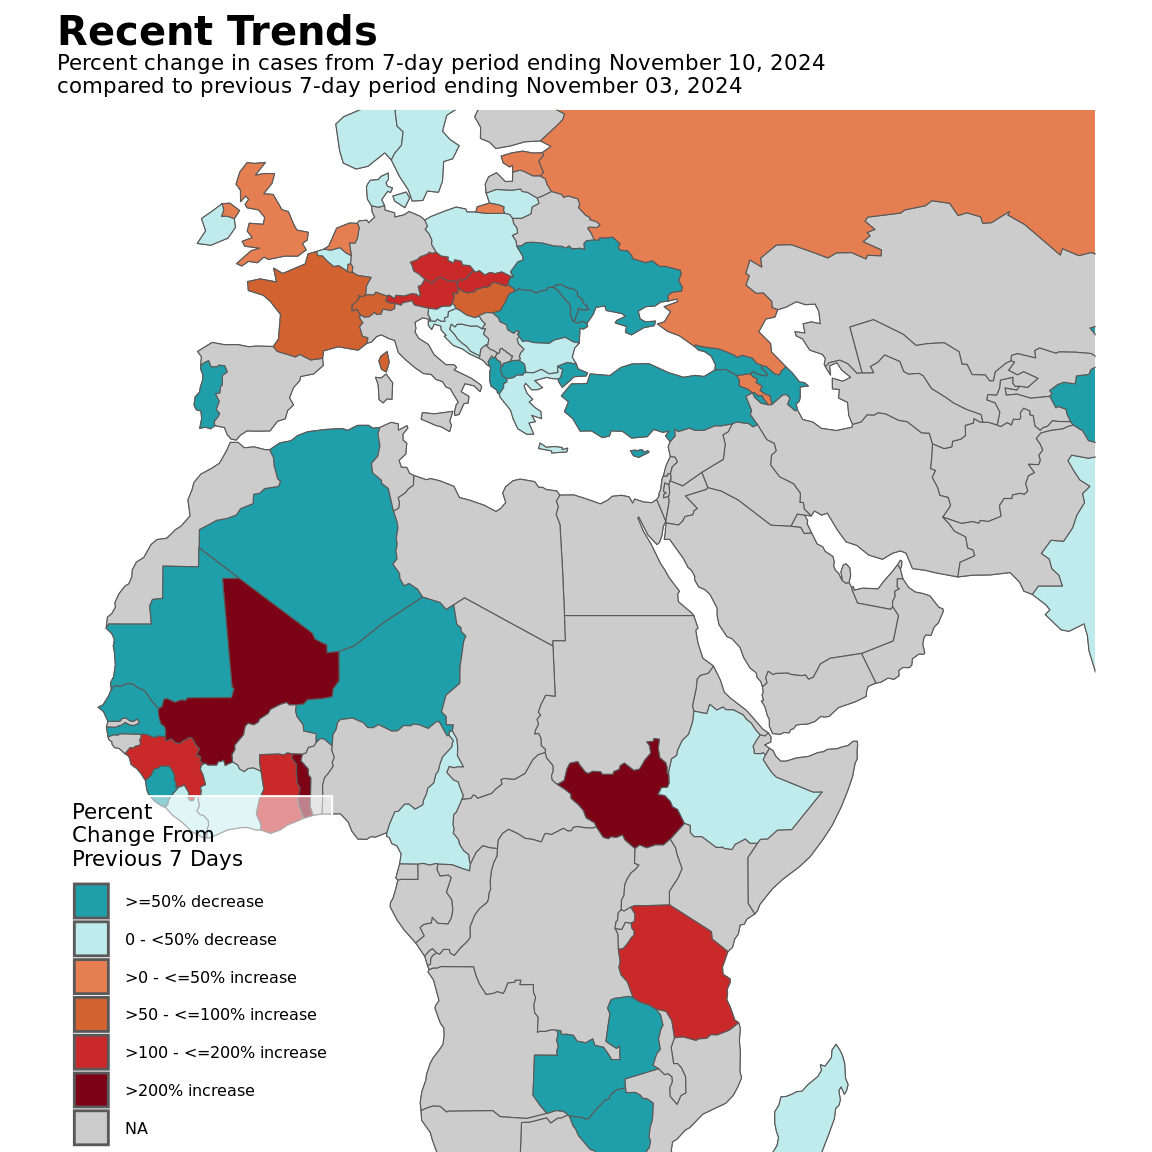 Recent Trends
Percent change in cases from 7-day period ending November 10, 2024
compared to previous 7-day period ending November 03, 2024
Percent
Change From
Previous 7 Days
>=50% decrease
0 - <50% decrease
>0 - <=50% increase
>50 - <=100% increase
>100 - <=200% increase
>200% increase
NA